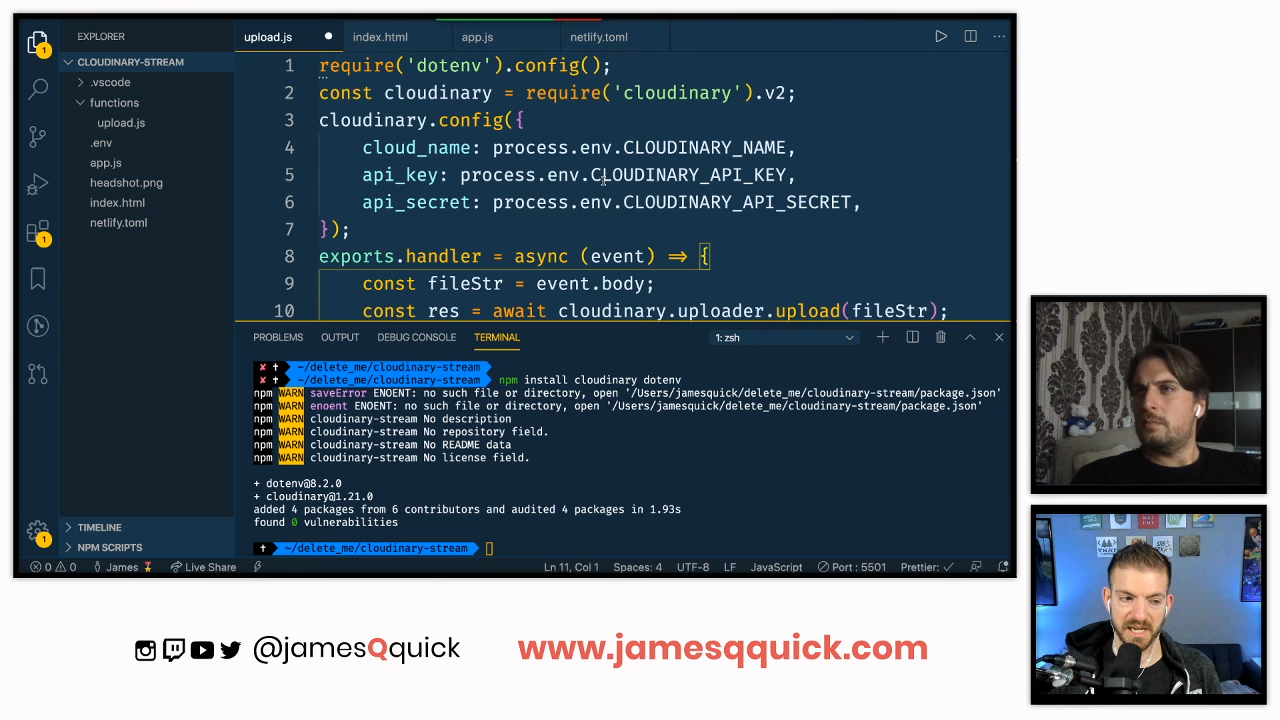 EXPLORER
upload.js
index.html
app.js
netlify.toml
CLOUDINARY-STREAM
.vscode
functions
upload.js
.env
app.js
headshot.png
index.html
netlify.toml
TIMELINE
NPM SCRIPTS
1
1
1
1 require('dotenv').config();
2 const cloudinary = require('cloudinary').v2;
3 cloudinary.config({
4 cloud_name: process.env.CLOUDINARY_NAME,
5 api_key: process.env.CLOUDINARY_API_KEY,
6 api_secret: process.env.CLOUDINARY_API_SECRET,
7 });
8 exports.handler = async (event) => {
9 const fileStr = event.body;
10 const res = await cloudinary.uploader.upload(fileStr);
PROBLEMS OUTPUT DEBUG CONSOLE TERMINAL 1: zsh
~/delete_me/cloudinary-stream
~/delete_me/cloudinary-stream npm install cloudinary dotenv
npm WARN saveError ENOENT: no such file or directory, open '/Users/jamesquick/delete_me/cloudinary-stream/package.json'
npm WARN enoent ENOENT: no such file or directory, open '/Users/jamesquick/delete_me/cloudinary-stream/package.json'
npm WARN cloudinary-stream No description
npm WARN cloudinary-stream No repository field.
npm WARN cloudinary-stream No README data
npm WARN cloudinary-stream No license field.
+ dotenv@8.2.0
+ cloudinary@1.21.0
added 4 packages from 6 contributors and audited 4 packages in 1.93s
found 0 vulnerabilities
~/delete_me/cloudinary-stream
0 0 James Live Share Ln 11, Col 1 Spaces: 4 UTF-8 LF JavaScript Port : 5501 Prettier:
@jamesQquick
www.jamesqquick.com